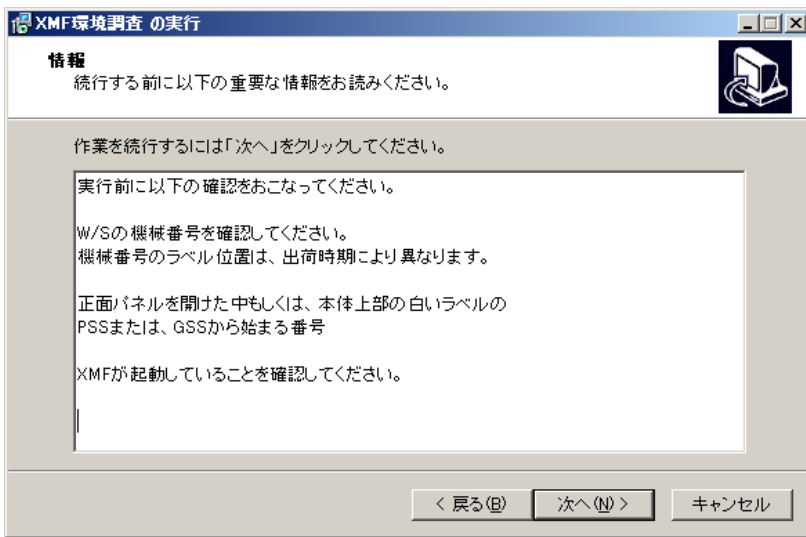 XMF環境調査 の実行
情報
続行する前に以下の重要な情報をお読みください。
作業を続行するには「次へ」をクリックしてください。
実行前に以下の確認をおこなってください。
W/Sの機械番号を確認してください。
機械番号のラベル位置は、出荷時期により異なります。
正面パネルを開けた中もしくは、本体上部の白いラベルの
PSSまたは、GSSから始まる番号
XMFが起動していることを確認してください。
< 戻る(B)
次へ(N) >
キャンセル